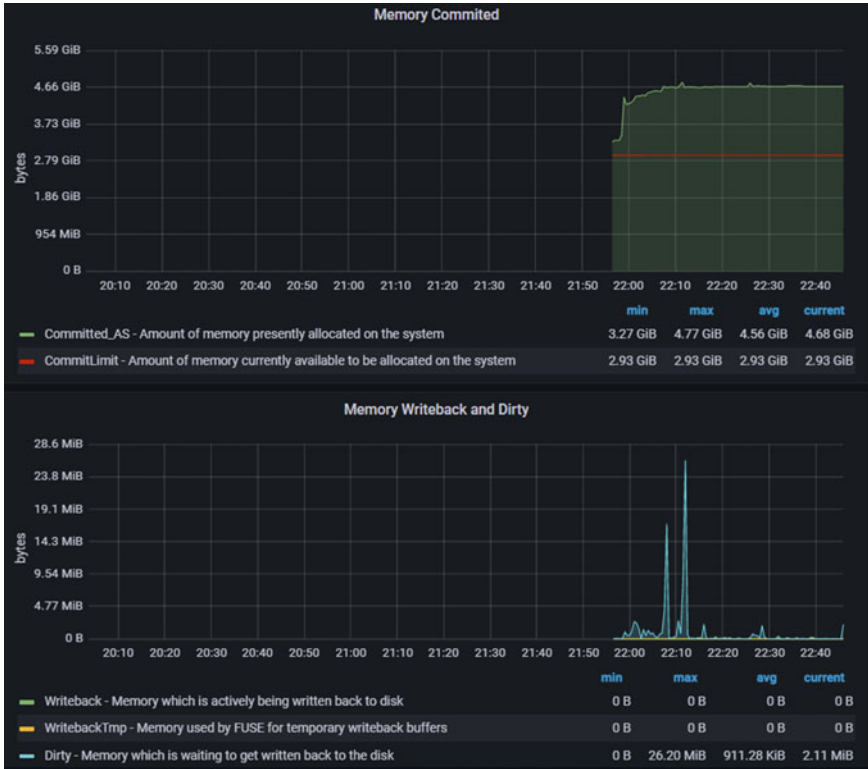 Memory Commited
5.59 GiB
4.66 GiB
3.73 GiB
2.79 GiB
1.86 GiB
954 MiB
0 B
bytes
20:10 20:20 20:30 20:40 20:50 21:00 21:10 21:20 21:30 21:40 21:50 22:00 22:10 22:20 22:30 22:40
min max avg current
Committed_AS - Amount of memory presently allocated on the system 3.27 GiB 4.77 GiB 4.56 GiB 4.68 GiB
CommitLimit - Amount of memory currently available to be allocated on the system 2.93 GiB 2.93 GiB 2.93 GiB 2.93 GiB
Memory Writeback and Dirty
28.6 MiB
23.8 MiB
19.1 MiB
14.3 MiB
9.54 MiB
4.77 MiB
0 B
bytes
20:10 20:20 20:30 20:40 20:50 21:00 21:10 21:20 21:30 21:40 21:50 22:00 22:10 22:20 22:30 22:40
min max avg current
Writeback - Memory which is actively being written back to disk 0 B 0 B 0 B 0 B
WritebackTmp - Memory used by FUSE for temporary writeback buffers 0 B 0 B 0 B 0 B
Dirty - Memory which is waiting to get written back to the disk 0 B 26.20 MiB 911.28 KiB 2.11 MiB